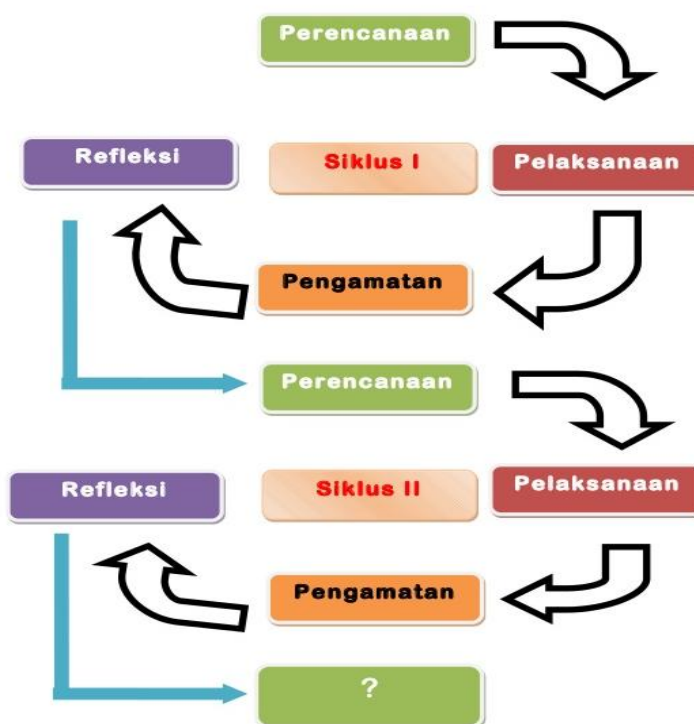 Perencanaan
Refleksi
Siklus I
Pelaksanaan
Pengamatan
Perencanaan
Refleksi
Siklus II
Pelaksanaan
Pengamatan
?